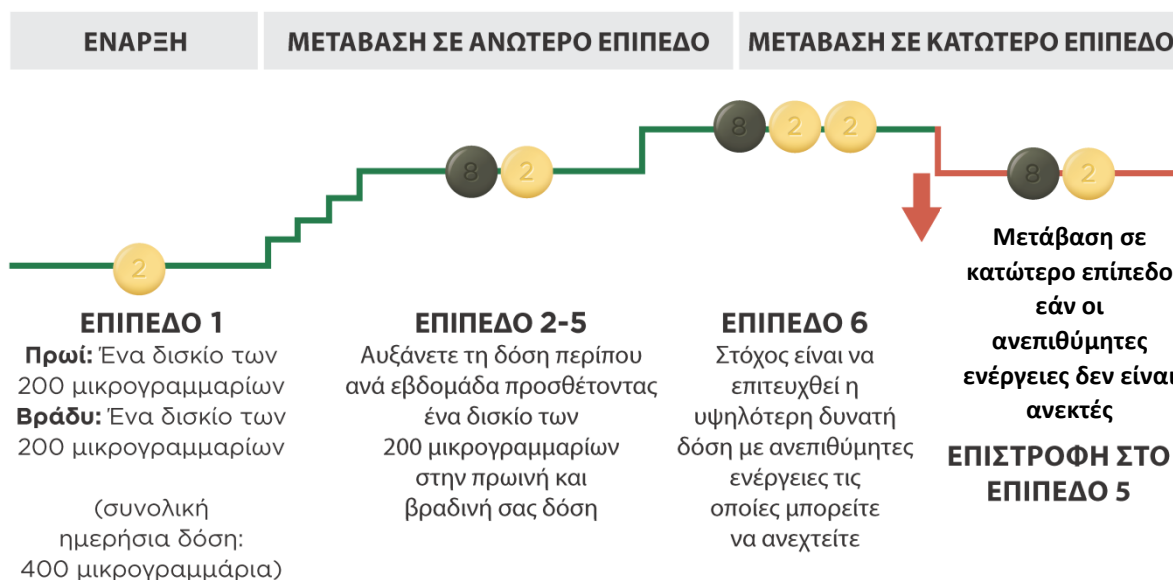 ΕΝΑΡΞΗ
ΜΕΤΑΒΑΣΗ ΣΕ ΑΝΩΤΕΡΟ ΕΠΙΠΕΔΟ
ΜΕΤΑΒΑΣΗ ΣΕ ΚΑΤΩΤΕΡΟ ΕΠΙΠΕΔΟ
8 2 2
8 2
8 2
2
ΕΠΙΠΕΔΟ 1
Πρωί: Ένα δισκίο των
200 μικρογραμμαρίων
Βράδυ: Ένα δισκίο των
200 μικρογραμμαρίων
(συνολική
ημερήσια δόση:
400 μικρογραμμάρια)
ΕΠΙΠΕΔΟ 2-5
Αυξάνετε τη δόση περίπου
ανά εβδομάδα προσθέτοντας
ένα δισκίο των
200 μικρογραμμαρίων
στην πρωινή και
βραδινή σας δόση
ΕΠΙΠΕΔΟ 6
Στόχος είναι να
επιτευχθεί η
υψηλότερη δυνατή
δόση με ανεπιθύμητες
ενέργειες τις
οποίες μπορείτε
να ανεχτείτε
Μετάβαση σε
κατώτερο επίπεδο
εάν οι
ανεπιθύμητες
ενέργειες δεν είναι
ανεκτές
ΕΠΙΣΤΡΟΦΗ ΣΤΟ
ΕΠΙΠΕΔΟ 5